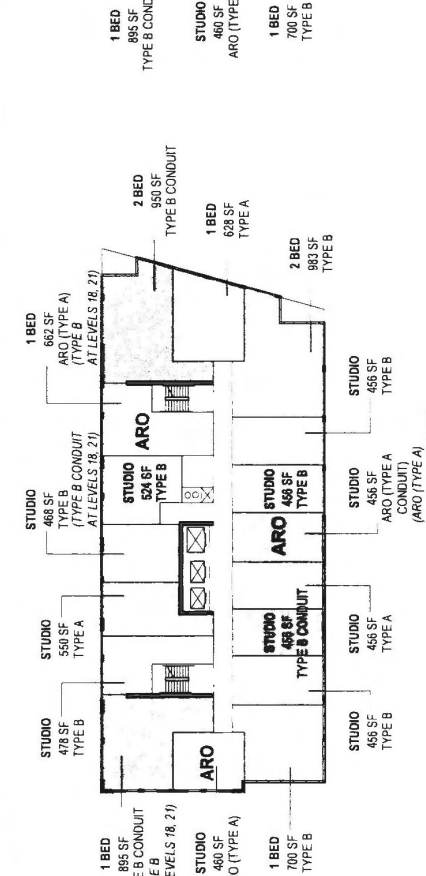 STUDIO
478 SF
TYPE B
STUDIO
550 SF
TYPE A
STUDIO
468 SF
TYPE B
(TYPE B CONDUIT
AT LEVELS 18, 21)
1 BED
662 SF
ARO (TYPE A)
(TYPE B
AT LEVELS 18, 21)
1 BED
895 SF
E B CONDUIT
E B
EVELS 18, 21)
STUDIO
460 SF
O (TYPE A)
1 BED
700 SF
TYPE B
ARO
STUDIO
524 SF
TYPE B
ARO
STUDIO
456 SF
TYPE B CONDUIT
ARO
STUDIO
456 SF
TYPE B
2 BED
950 SF
TYPE B CONDUIT
1 BED
628 SF
TYPE A
2 BED
983 SF
TYPE B
STUDIO
456 SF
TYPE B
STUDIO
456 SF
TYPE A
STUDIO
456 SF
ARO (TYPE A
CONDUIT)
(ARO (TYPE A)
STUDIO
456 SF
TYPE B
1 BED
895 SF
TYPE B COND
STUDIO
460 SF
ARO (TYPE
1 BED
700 SF
TYPE B